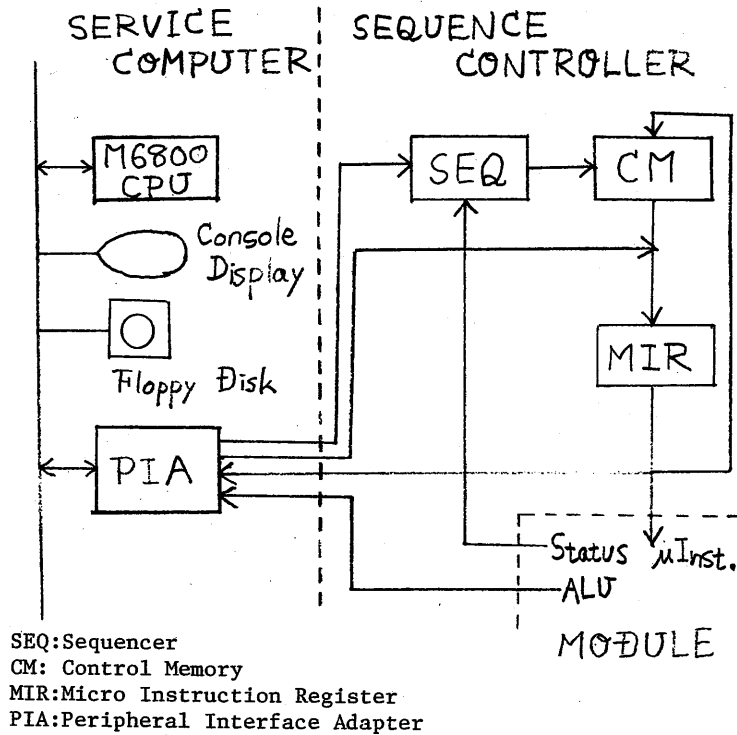 SERVICE
COMPUTER
SEQUENCE
CONTROLLER
M6800
CPU
SEQ
CM
Console
Display
MIR
Floppy Disk
PIA
Status
μInst.
ALU
MODULE
SEQ:Sequencer
CM: Control Memory
MIR:Micro Instruction Register
PIA:Peripheral Interface Adapter